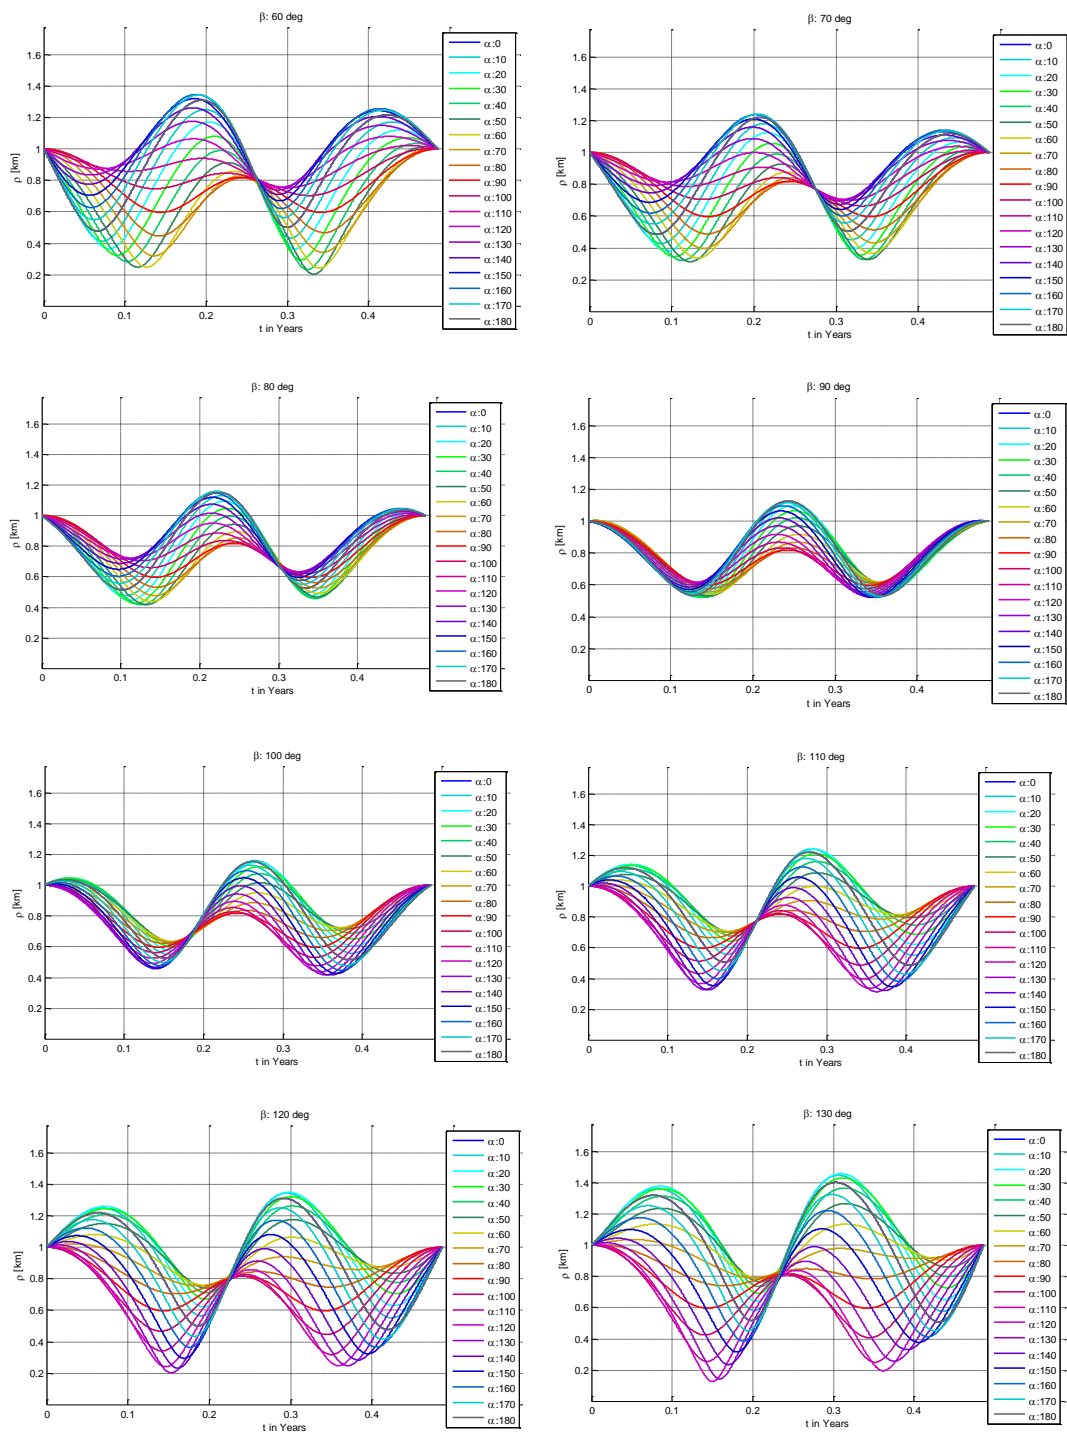 β: 60 deg
ρ [km]
1.6
1.4
1.2
1
0.8
0.6
0.4
0.2
0
0.1
0.2
0.3
0.4
t in Years
α:0
α:10
α:20
α:30
α:40
α:50
α:60
α:70
α:80
α:90
α:100
α:110
α:120
α:130
α:140
α:150
α:160
α:170
α:180
β: 70 deg
ρ [km]
1.6
1.4
1.2
1
0.8
0.6
0.4
0.2
0
0.1
0.2
0.3
0.4
t in Years
α:0
α:10
α:20
α:30
α:40
α:50
α:60
α:70
α:80
α:90
α:100
α:110
α:120
α:130
α:140
α:150
α:160
α:170
α:180
β: 80 deg
ρ [km]
1.6
1.4
1.2
1
0.8
0.6
0.4
0.2
0
0.1
0.2
0.3
0.4
t in Years
α:0
α:10
α:20
α:30
α:40
α:50
α:60
α:70
α:80
α:90
α:100
α:110
α:120
α:130
α:140
α:150
α:160
α:170
α:180
β: 90 deg
ρ [km]
1.6
1.4
1.2
1
0.8
0.6
0.4
0.2
0
0.1
0.2
0.3
0.4
t in Years
α:0
α:10
α:20
α:30
α:40
α:50
α:60
α:70
α:80
α:90
α:100
α:110
α:120
α:130
α:140
α:150
α:160
α:170
α:180
β: 100 deg
ρ [km]
1.6
1.4
1.2
1
0.8
0.6
0.4
0.2
0
0.1
0.2
0.3
0.4
t in Years
α:0
α:10
α:20
α:30
α:40
α:50
α:60
α:70
α:80
α:90
α:100
α:110
α:120
α:130
α:140
α:150
α:160
α:170
α:180
β: 110 deg
ρ [km]
1.6
1.4
1.2
1
0.8
0.6
0.4
0.2
0
0.1
0.2
0.3
0.4
t in Years
α:0
α:10
α:20
α:30
α:40
α:50
α:60
α:70
α:80
α:90
α:100
α:110
α:120
α:130
α:140
α:150
α:160
α:170
α:180
β: 120 deg
ρ [km]
1.6
1.4
1.2
1
0.8
0.6
0.4
0.2
0
0.1
0.2
0.3
0.4
t in Years
α:0
α:10
α:20
α:30
α:40
α:50
α:60
α:70
α:80
α:90
α:100
α:110
α:120
α:130
α:140
α:150
α:160
α:170
α:180
β: 130 deg
ρ [km]
1.6
1.4
1.2
1
0.8
0.6
0.4
0.2
0
0.1
0.2
0.3
0.4
t in Years
α:0
α:10
α:20
α:30
α:40
α:50
α:60
α:70
α:80
α:90
α:100
α:110
α:120
α:130
α:140
α:150
α:160
α:170
α:180